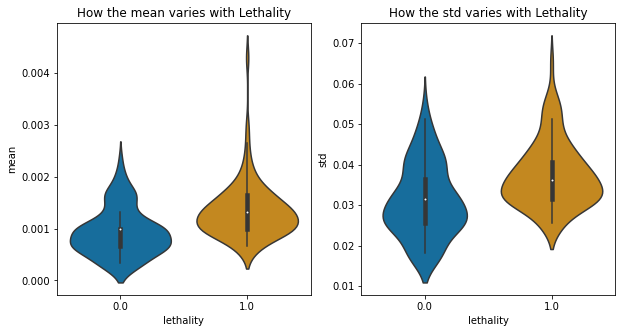 How the mean varies with Lethality
mean
0.004
0.003
0.002
0.001
0.000
0.0
1.0
lethality
How the std varies with Lethality
std
0.07
0.06
0.05
0.04
0.03
0.02
0.01
0.0
1.0
lethality